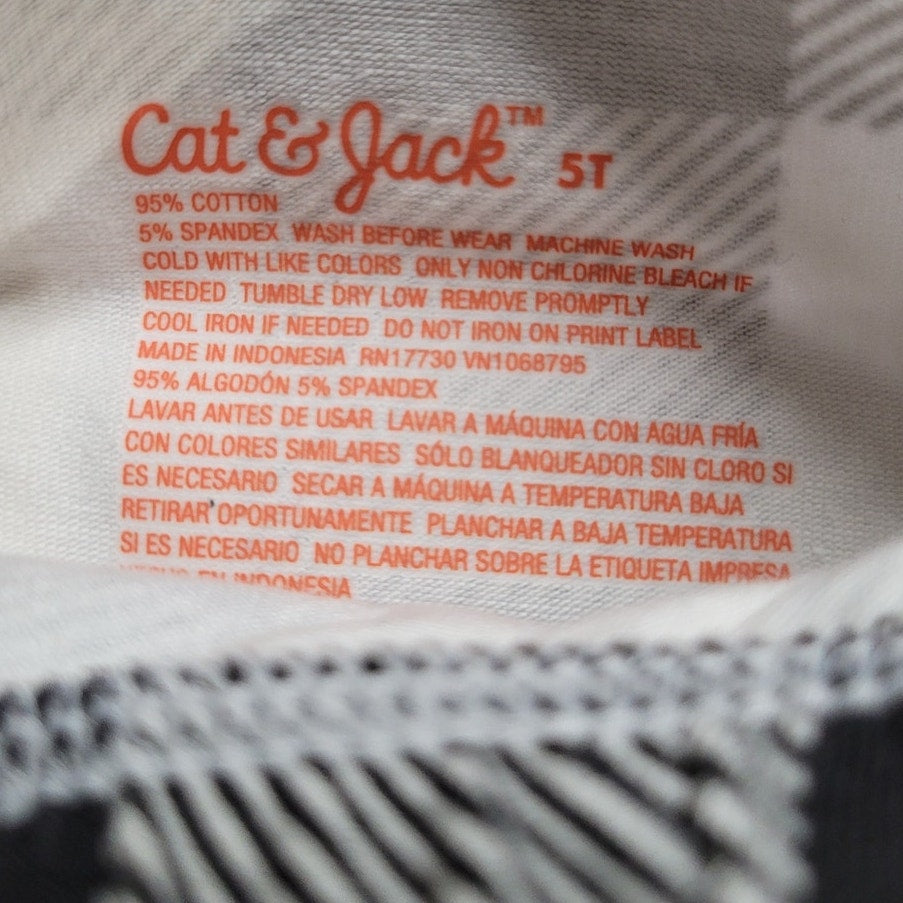 Cat & Jack™ 5T
95% COTTON
5% SPANDEX WASH BEFORE WEAR MACHINE WASH
COLD WITH LIKE COLORS ONLY NON CHLORINE BLEACH IF
NEEDED TUMBLE DRY LOW REMOVE PROMPTLY
COOL IRON IF NEEDED DO NOT IRON ON PRINT LABEL
MADE IN INDONESIA RN17730 VN1068795
95% ALGODÓN 5% SPANDEX
LAVAR ANTES DE USAR LAVAR A MÁQUINA CON AGUA FRÍA
CON COLORES SIMILARES SÓLO BLANQUEADOR SIN CLORO SI
ES NECESARIO SECAR A MÁQUINA A TEMPERATURA BAJA
RETIRAR OPORTUNAMENTE PLANCHAR A BAJA TEMPERATURA
SI ES NECESARIO NO PLANCHAR SOBRE LA ETIQUETA IMPRESA
EN INDONESIA